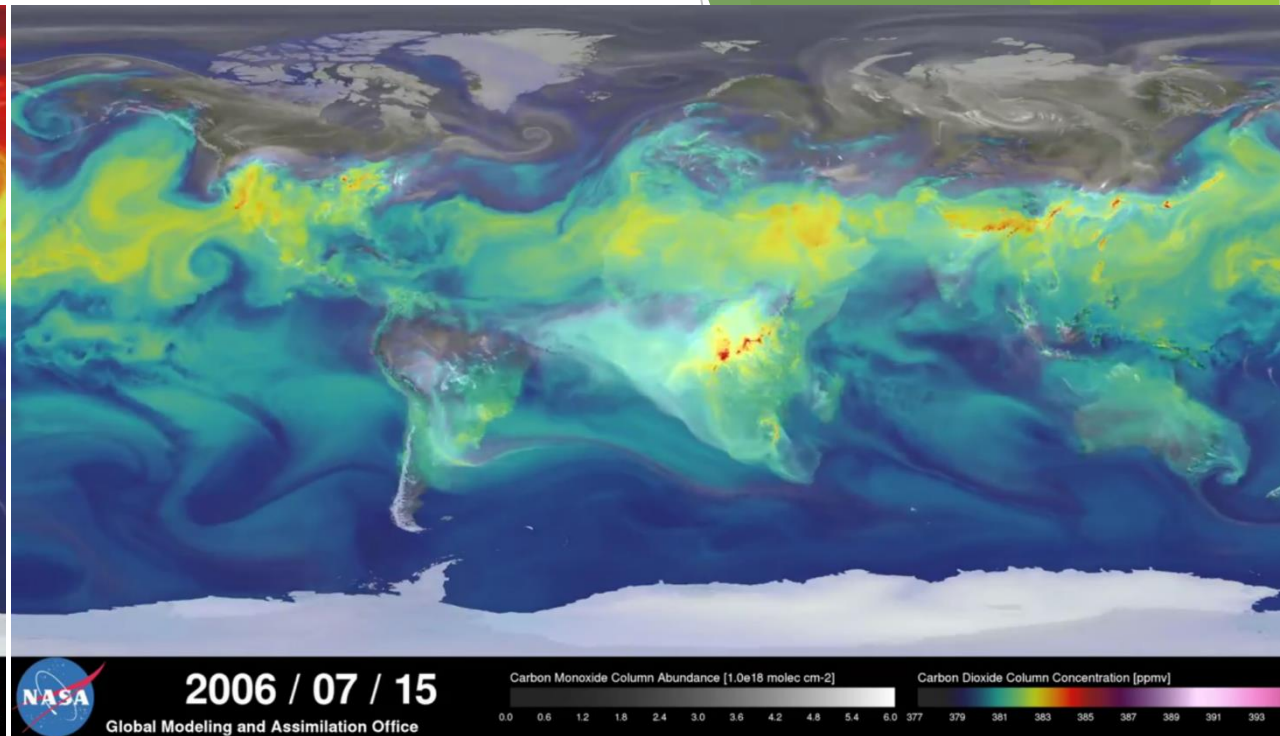 NASA
2006 / 07 / 15
Global Modeling and Assimilation Office
Carbon Monoxide Column Abundance [1.0e18 molec cm-2]
0.0 0.6 1.2 1.8 2.4 3.0 3.6 4.2 4.8 5.4 6.0
Carbon Dioxide Column Concentration [ppmv]
377 379 381 383 385 387 389 391 393